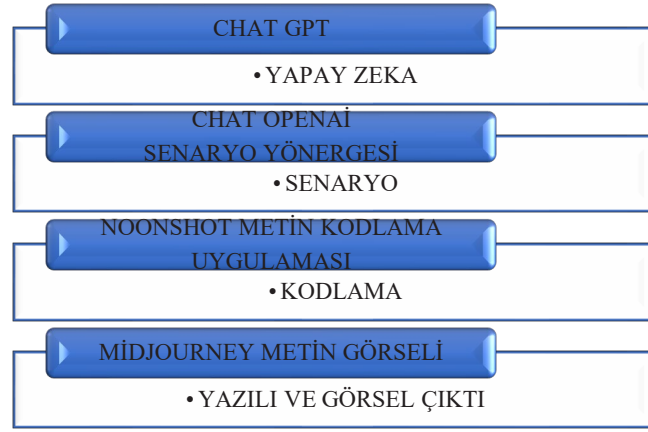 CHAT GPT
• YAPAY ZEKA
CHAT OPENAİ
SENARYO YÖNERGESİ
• SENARYO
NOONSHOT METİN KODLAMA
UYGULAMASI
• KODLAMA
MİDJOURNEY METİN GÖRSELİ
• YAZILI VE GÖRSEL ÇIKTI